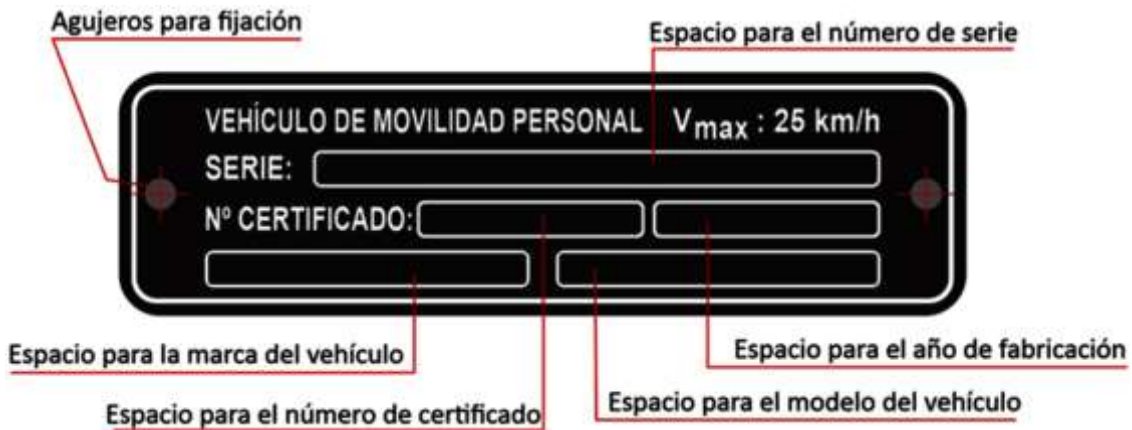 Agujeros para fijación
Espacio para el número de serie
VEHÍCULO DE MOVILIDAD PERSONAL Vmax : 25 km/h
SERIE:
Nº CERTIFICADO:
Espacio para la marca del vehículo
Espacio para el año de fabricación
Espacio para el número de certificado
Espacio para el modelo del vehículo